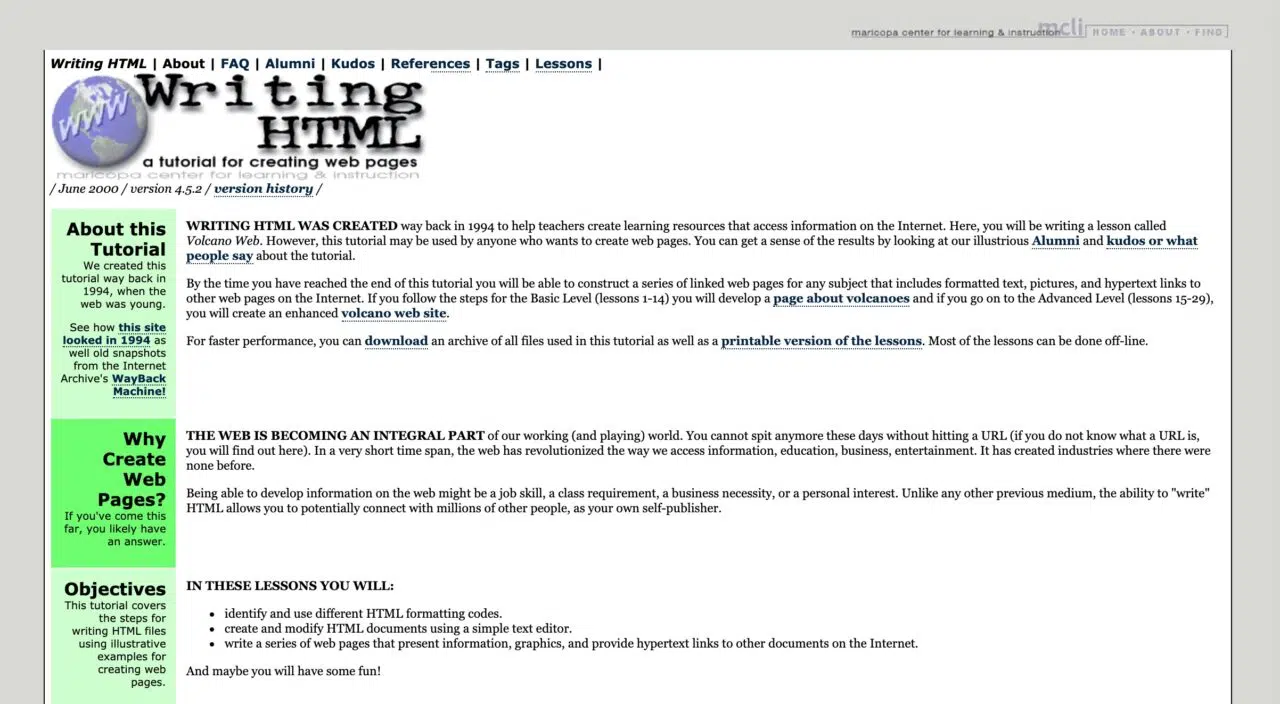 maricopa center for learning & instruction mcli HOME · ABOUT · FIND
Writing HTML | About | FAQ | Alumni | Kudos | References | Tags | Lessons |
WWW
Writing
HTML
a tutorial for creating web pages
maricopa center for learning & instruction
/ June 2000 / version 4.5.2 / version history /
About this
Tutorial
We created this
tutorial way back in
1994, when the
web was young.
See how this site
looked in 1994 as
well old snapshots
from the Internet
Archive's WayBack
Machine!
WRITING HTML WAS CREATED way back in 1994 to help teachers create learning resources that access information on the Internet. Here, you will be writing a lesson called
Volcano Web. However, this tutorial may be used by anyone who wants to create web pages. You can get a sense of the results by looking at our illustrious Alumni and kudos or what
people say about the tutorial.
By the time you have reached the end of this tutorial you will be able to construct a series of linked web pages for any subject that includes formatted text, pictures, and hypertext links to
other web pages on the Internet. If you follow the steps for the Basic Level (lessons 1-14) you will develop a page about volcanoes and if you go on to the Advanced Level (lessons 15-29),
you will create an enhanced volcano web site.
For faster performance, you can download an archive of all files used in this tutorial as well as a printable version of the lessons. Most of the lessons can be done off-line.
Why
Create
Web
Pages?
If you've come this
far, you likely have
an answer.
THE WEB IS BECOMING AN INTEGRAL PART of our working (and playing) world. You cannot spit anymore these days without hitting a URL (if you do not know what a URL is,
you will find out here). In a very short time span, the web has revolutionized the way we access information, education, business, entertainment. It has created industries where there were
none before.
Being able to develop information on the web might be a job skill, a class requirement, a business necessity, or a personal interest. Unlike any other previous medium, the ability to "write"
HTML allows you to potentially connect with millions of other people, as your own self-publisher.
Objectives
This tutorial covers
the steps for
writing HTML files
using illustrative
examples for
creating web
pages.
IN THESE LESSONS YOU WILL:
• identify and use different HTML formatting codes.
• create and modify HTML documents using a simple text editor.
• write a series of web pages that present information, graphics, and provide hypertext links to other documents on the Internet.
And maybe you will have some fun!